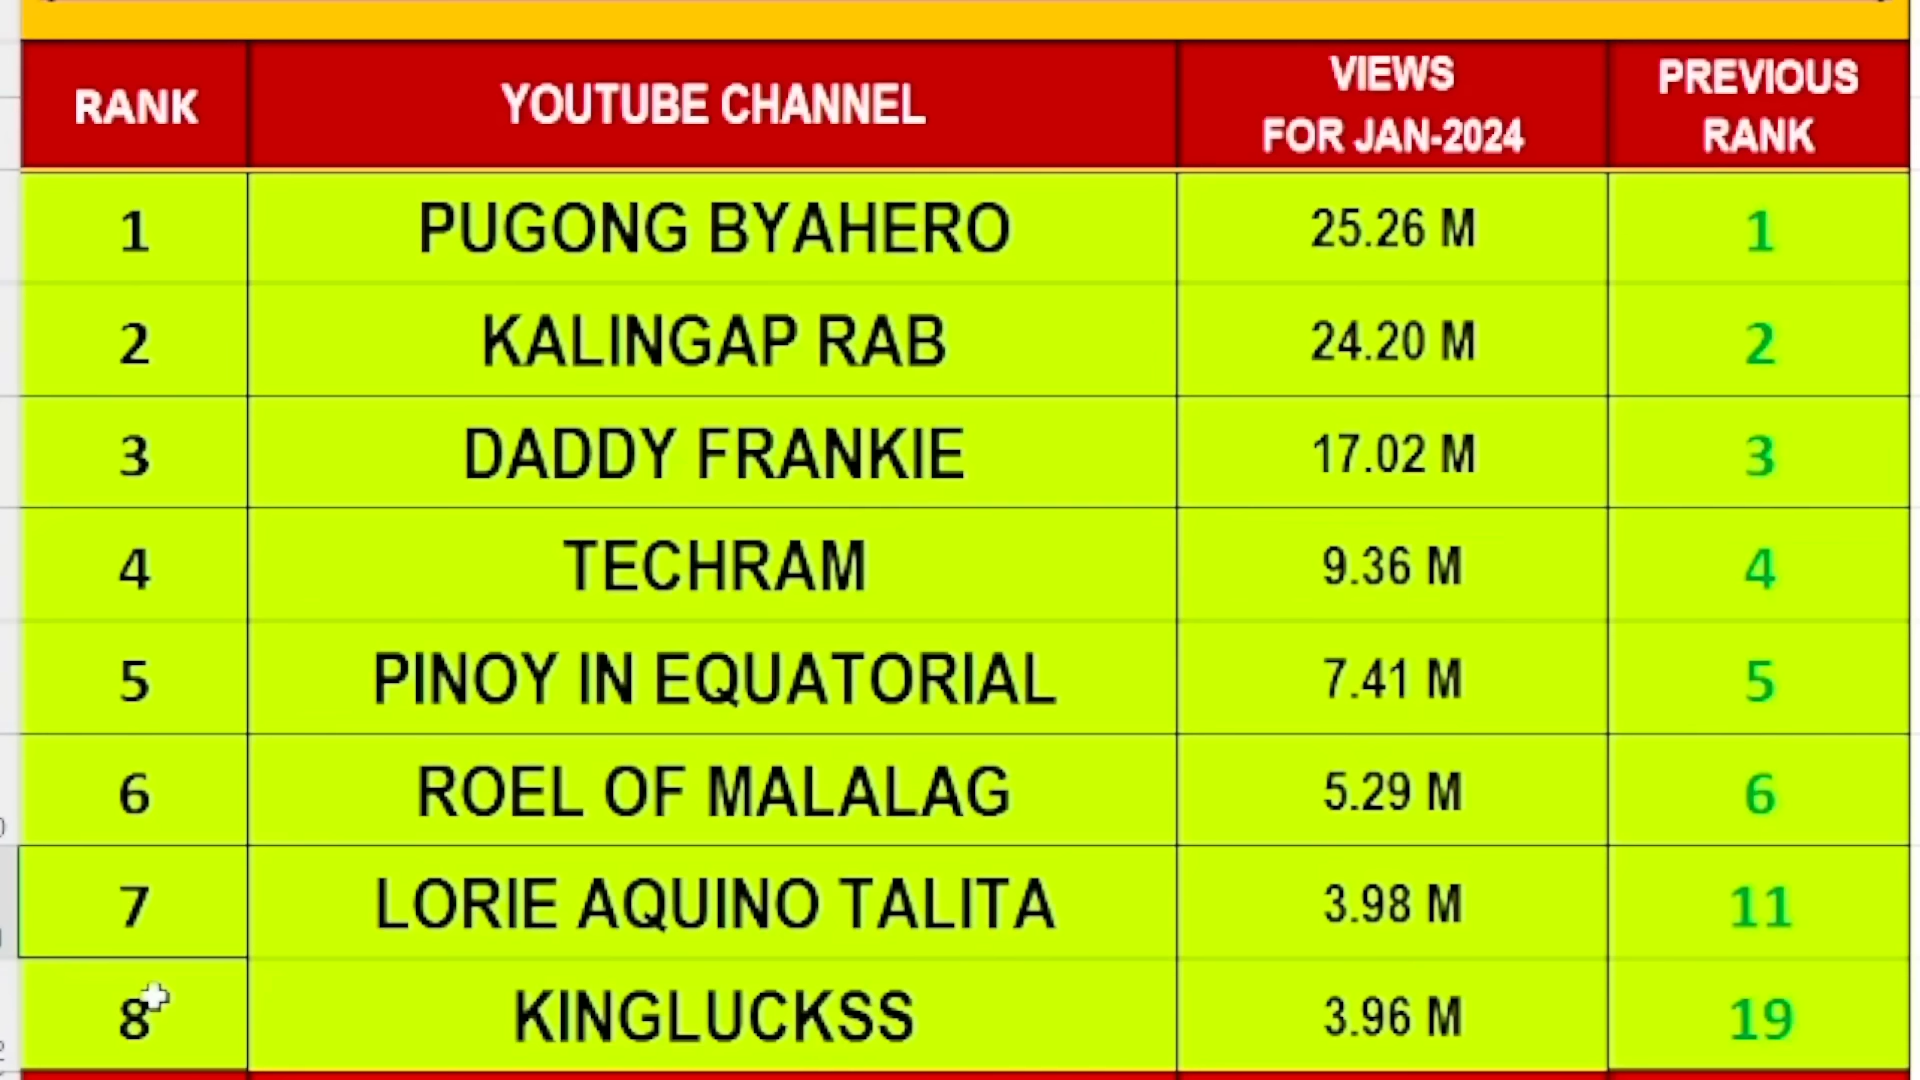 RANK YOUTUBE CHANNEL VIEWS FOR JAN-2024 PREVIOUS RANK
1 PUGONG BYAHERO 25.26 M 1
2 KALINGAP RAB 24.20 M 2
3 DADDY FRANKIE 17.02 M 3
4 TECHRAM 9.36 M 4
5 PINOY IN EQUATORIAL 7.41 M 5
6 ROEL OF MALALAG 5.29 M 6
7 LORIE AQUINO TALITA 3.98 M 11
8 KINGLUCKSS 3.96 M 19